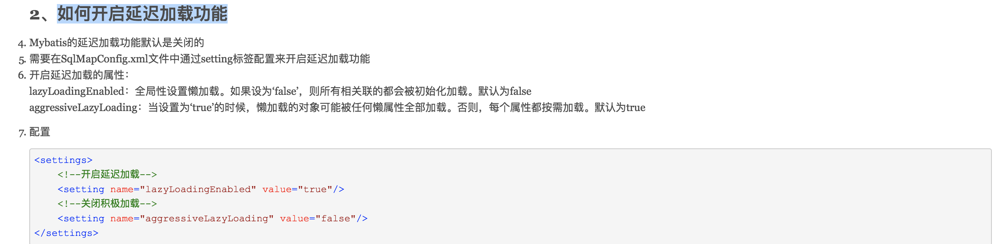 2、如何开启延迟加载功能
4. Mybatis的延迟加载功能默认是关闭的
5. 需要在SqlMapConfig.xml文件中通过setting标签配置来开启延迟加载功能
6. 开启延迟加载的属性：
lazyLoadingEnabled：全局性设置懒加载。如果设为‘false’，则所有相关联的都会被初始化加载。默认为false
aggressiveLazyLoading：当设置为‘true’的时候，懒加载的对象可能被任何懒属性全部加载。否则，每个属性都按需加载。默认为true
7. 配置
<settings>
    <!--开启延迟加载-->
    <setting name="lazyLoadingEnabled" value="true"/>
    <!--关闭积极加载-->
    <setting name="aggressiveLazyLoading" value="false"/>
</settings>